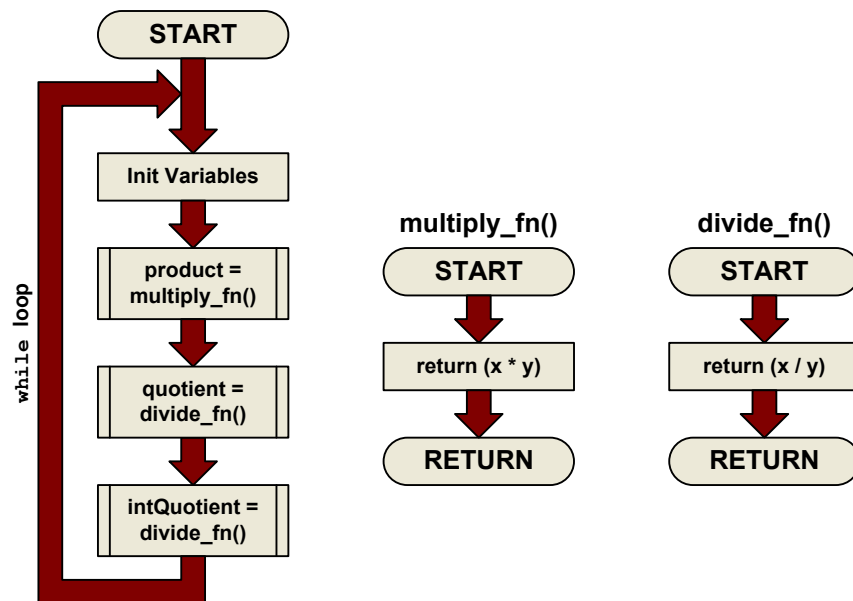 START
Init Variables
product =
multiply_fn()
quotient =
divide_fn()
intQuotient =
divide_fn()
while loop
multiply_fn()
START
return (x * y)
RETURN
divide_fn()
START
return (x / y)
RETURN